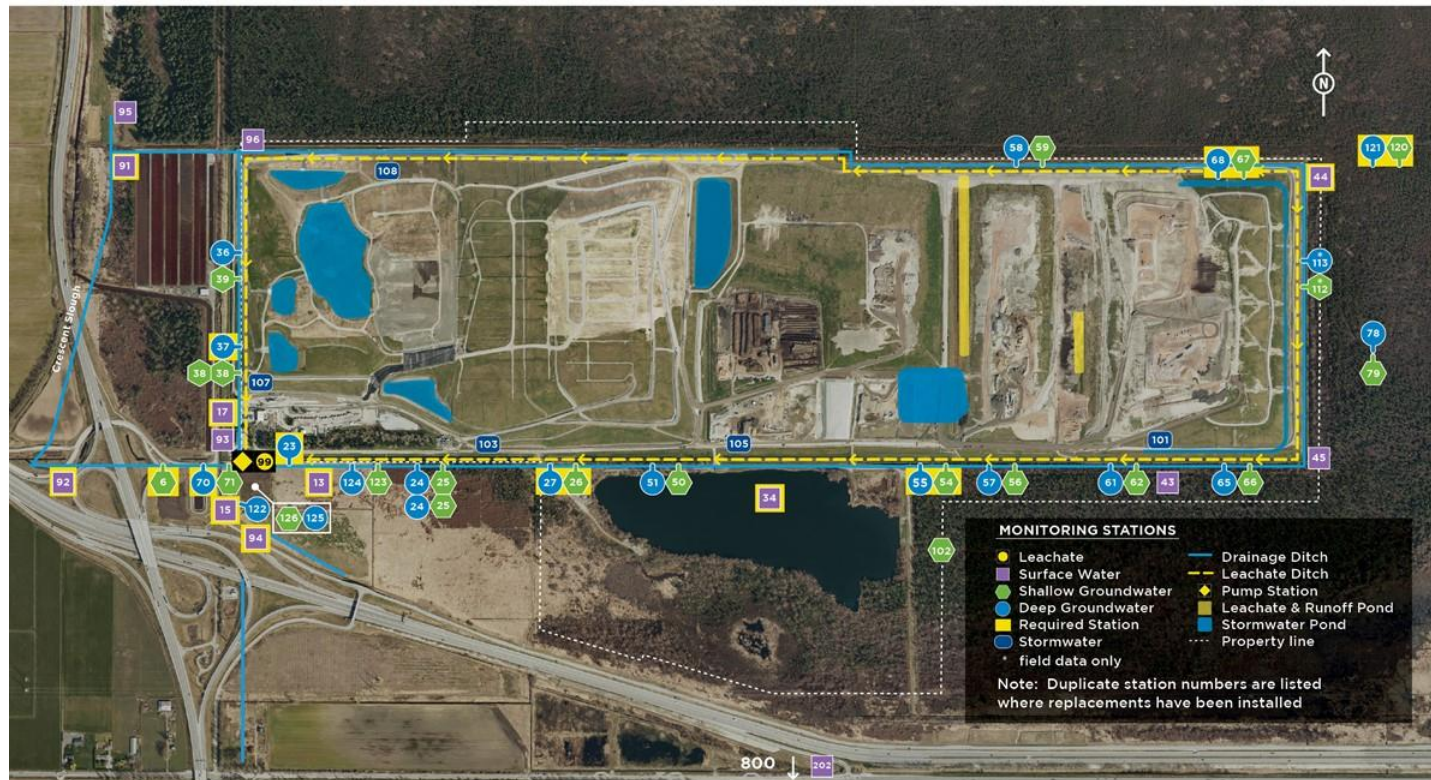 95
96
91
N
58 59
68 67
121 120
108
44
36
39
113
*
112
*
Crescent Slough
37
38 38
78
79
107
17
93
99
23
103
105
101
45
92
6
70 71
13
124 123
24 25
24 25
27 26
51 50
34
55 54
57 56
61 62
43
65 66
15
122
126 125
94
102
MONITORING STATIONS
Leachate
Surface Water
Shallow Groundwater
Deep Groundwater
Required Station
Stormwater
* field data only
Drainage Ditch
Leachate Ditch
Pump Station
Leachate & Runoff Pond
Stormwater Pond
Property line
Note: Duplicate station numbers are listed
where replacements have been installed
800 202